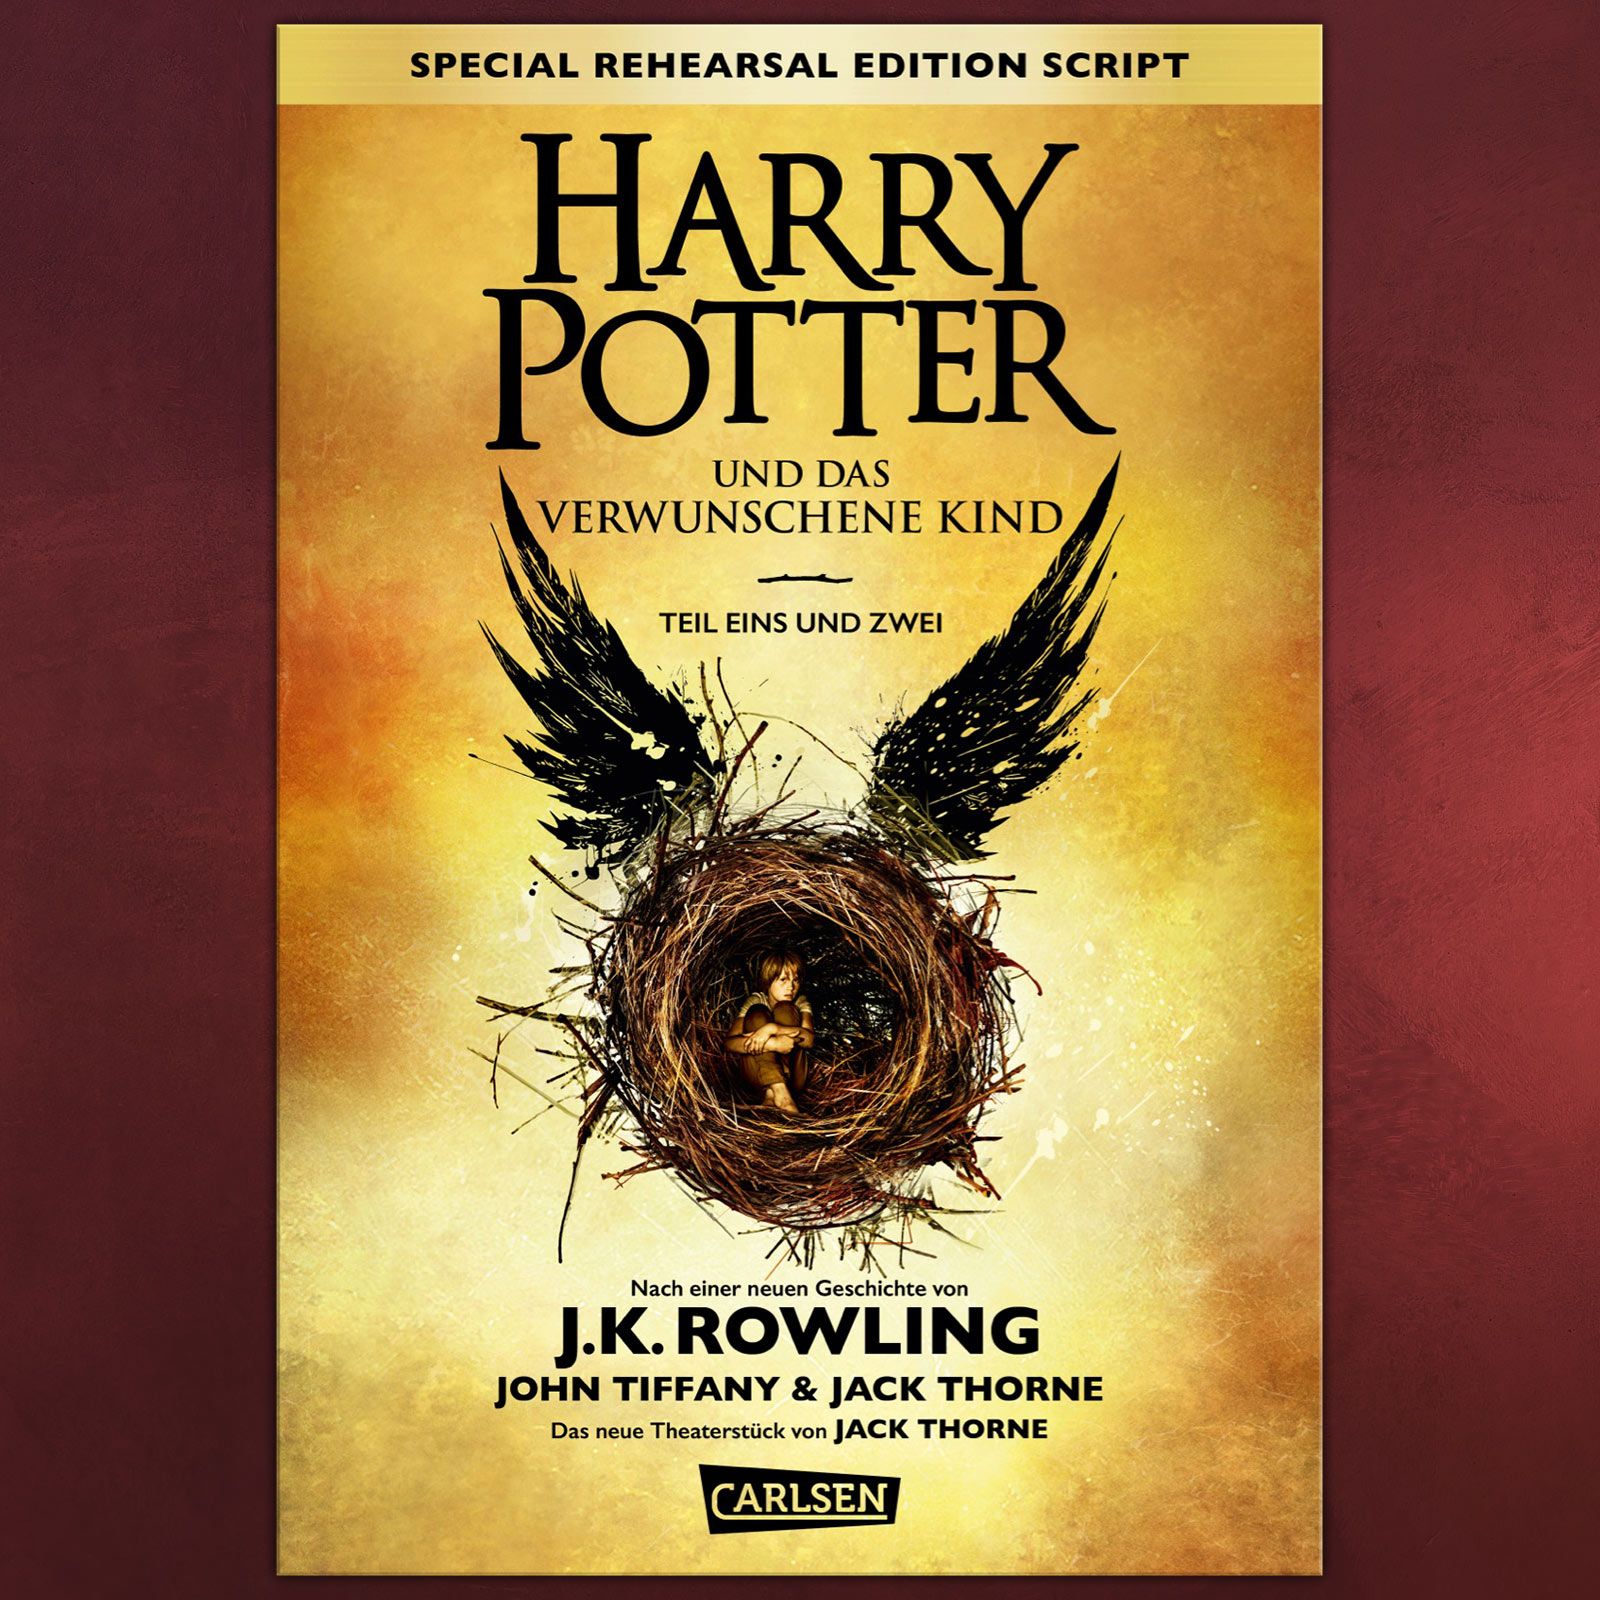 SPECIAL REHEARSAL EDITION SCRIPT
HARRY
POTTER
UND DAS
VERWUNSCHENE KIND
TEIL EINS UND ZWEI
Nach einer neuen Geschichte von
J.K. ROWLING
JOHN TIFFANY & JACK THORNE
Das neue Theaterstück von JACK THORNE
CARLSEN